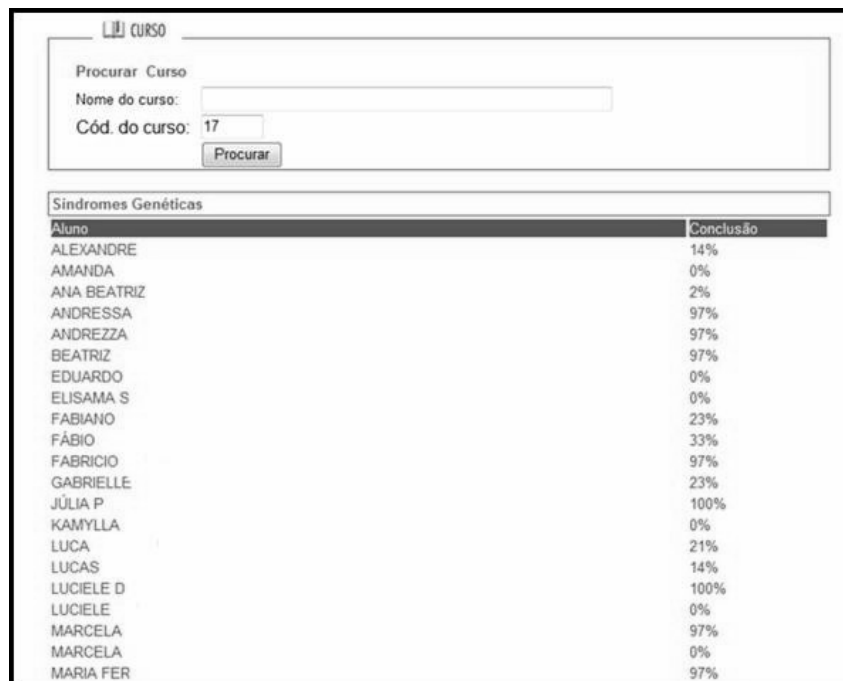 CURSO
Procurar Curso
Nome do curso:
Cód. do curso: 17
Procurar
Síndromes Genéticas
Aluno Conclusão
ALEXANDRE 14%
AMANDA 0%
ANA BEATRIZ 2%
ANDRESSA 97%
ANDREZZA 97%
BEATRIZ 97%
EDUARDO 0%
ELISAMA S 0%
FABIANO 23%
FÁBIO 33%
FABRICIO 97%
GABRIELLE 23%
JÚLIA P 100%
KAMYLLA 0%
LUCA 21%
LUCAS 14%
LUCIELE D 100%
LUCIELE 0%
MARCELA 97%
MARCELA 0%
MARIA FER 97%